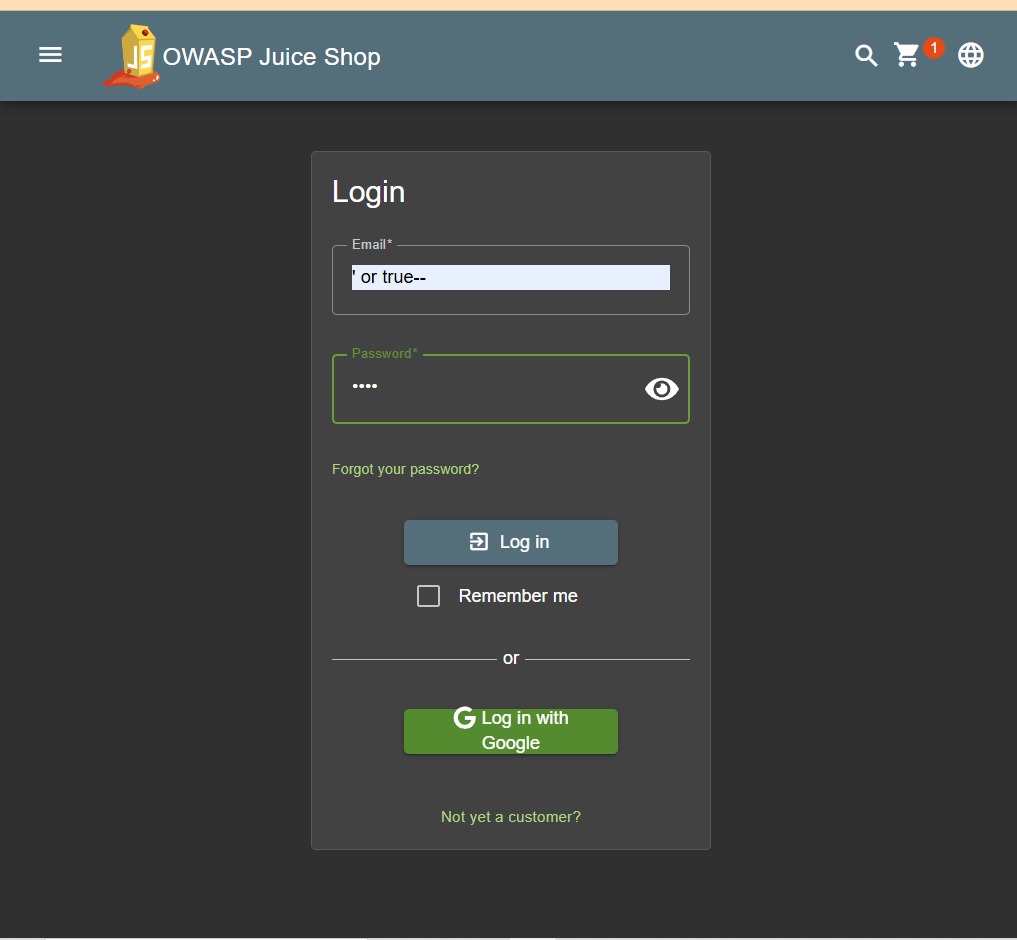 JS
OWASP Juice Shop
1
Login
Email*
' or true--
Password*
••••
Forgot your password?
Log in
Remember me
or
G Log in with
Google
Not yet a customer?